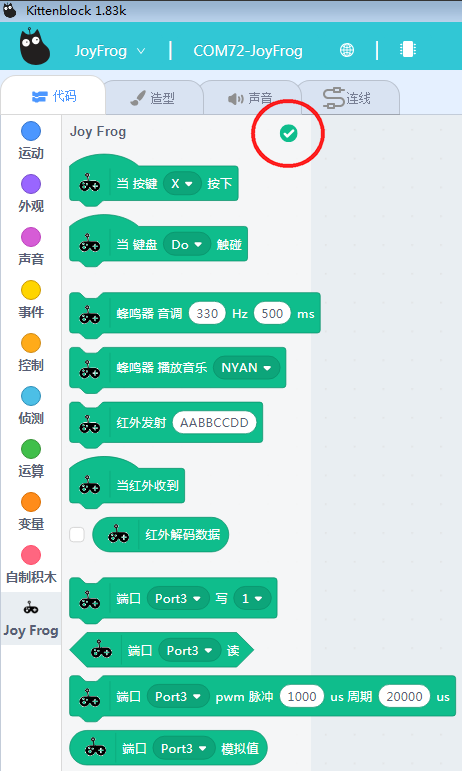 Kittenblock 1.83k
JoyFrog COM72-JoyFrog
代码 造型 声音 连线
Joy Frog
运动
外观
声音
事件
控制
侦测
运算
变量
自制积木
Joy Frog
当 按键 X 按下
当 键盘 Do 触碰
蜂鸣器 音调 330 Hz 500 ms
蜂鸣器 播放音乐 NYAN
红外发射 AABBCCDD
当红外收到
红外解码数据
端口 Port3 写 1
端口 Port3 读
端口 Port3 pwm 脉冲 1000 us 周期 20000 us
端口 Port3 模拟值